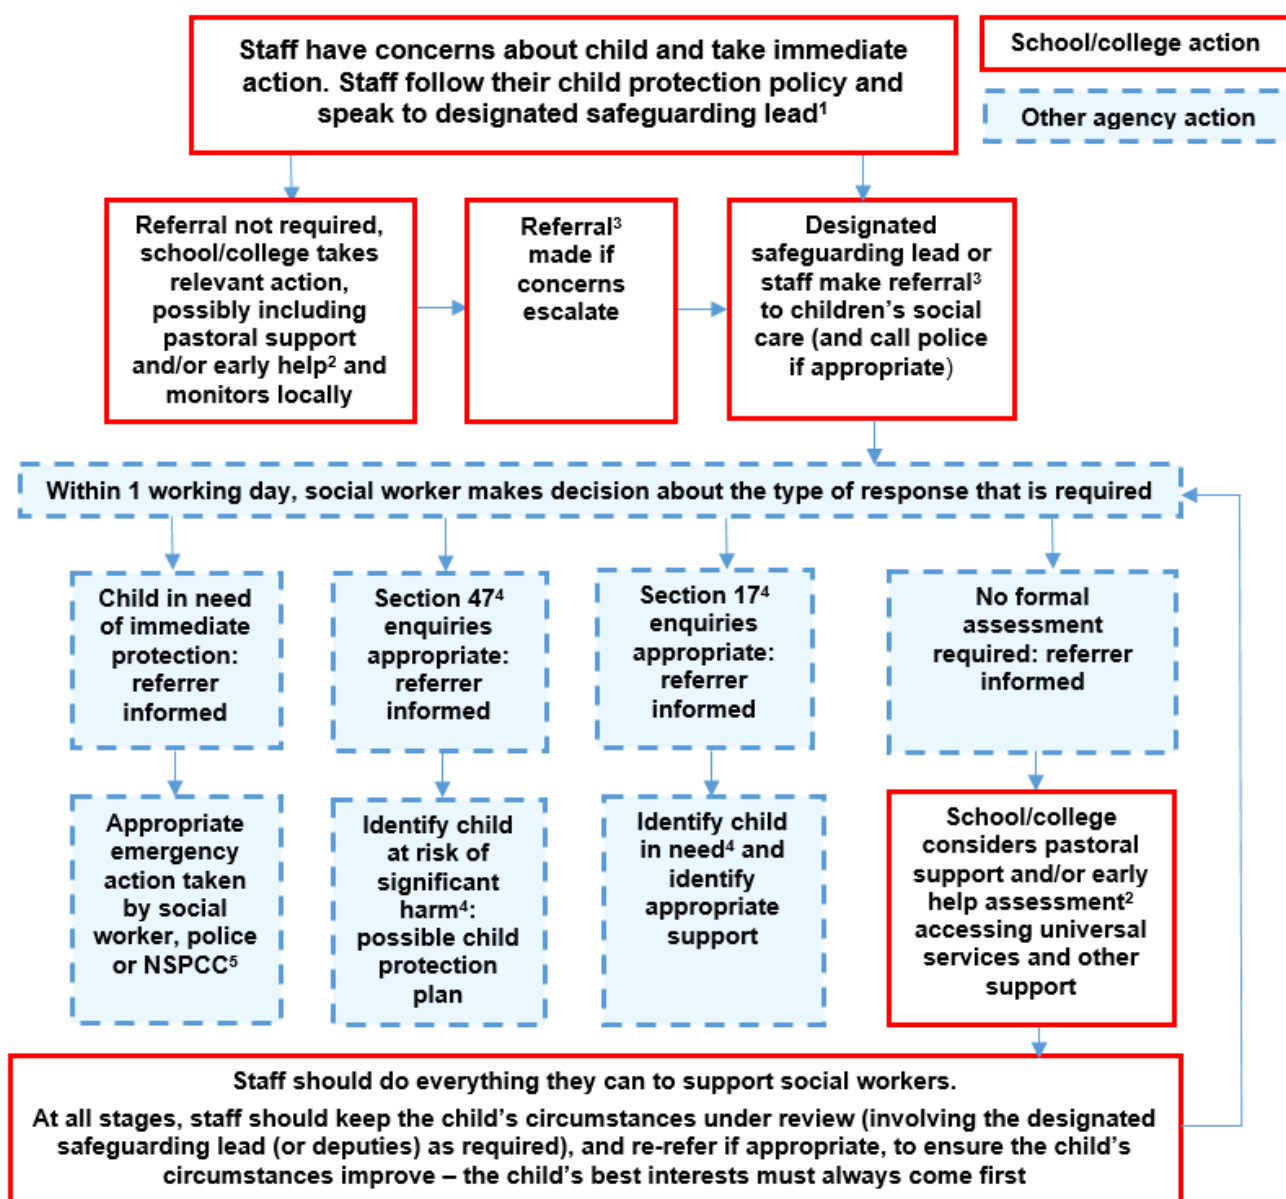 Staff have concerns about child and take immediate
action. Staff follow their child protection policy and
speak to designated safeguarding lead¹
School/college action
Other agency action
Referral not required,
school/college takes
relevant action,
possibly including
pastoral support
and/or early help² and
monitors locally
Referral³
made if
concerns
escalate
Designated
safeguarding lead or
staff make referral³
to children’s social
care (and call police
if appropriate)
Within 1 working day, social worker makes decision about the type of response that is required
Child in need
of immediate
protection:
referrer
informed
Section 47⁴
enquiries
appropriate:
referrer
informed
Section 17⁴
enquiries
appropriate:
referrer
informed
No formal
assessment
required: referrer
informed
Appropriate
emergency
action taken
by social
worker, police
or NSPCC⁵
Identify child
at risk of
significant
harm⁴:
possible child
protection
plan
Identify child
in need⁴ and
identify
appropriate
support
School/college
considers pastoral
support and/or early
help assessment²
accessing universal
services and other
support
Staff should do everything they can to support social workers.
At all stages, staff should keep the child’s circumstances under review (involving the designated
safeguarding lead (or deputies) as required), and re-refer if appropriate, to ensure the child’s
circumstances improve – the child’s best interests must always come first